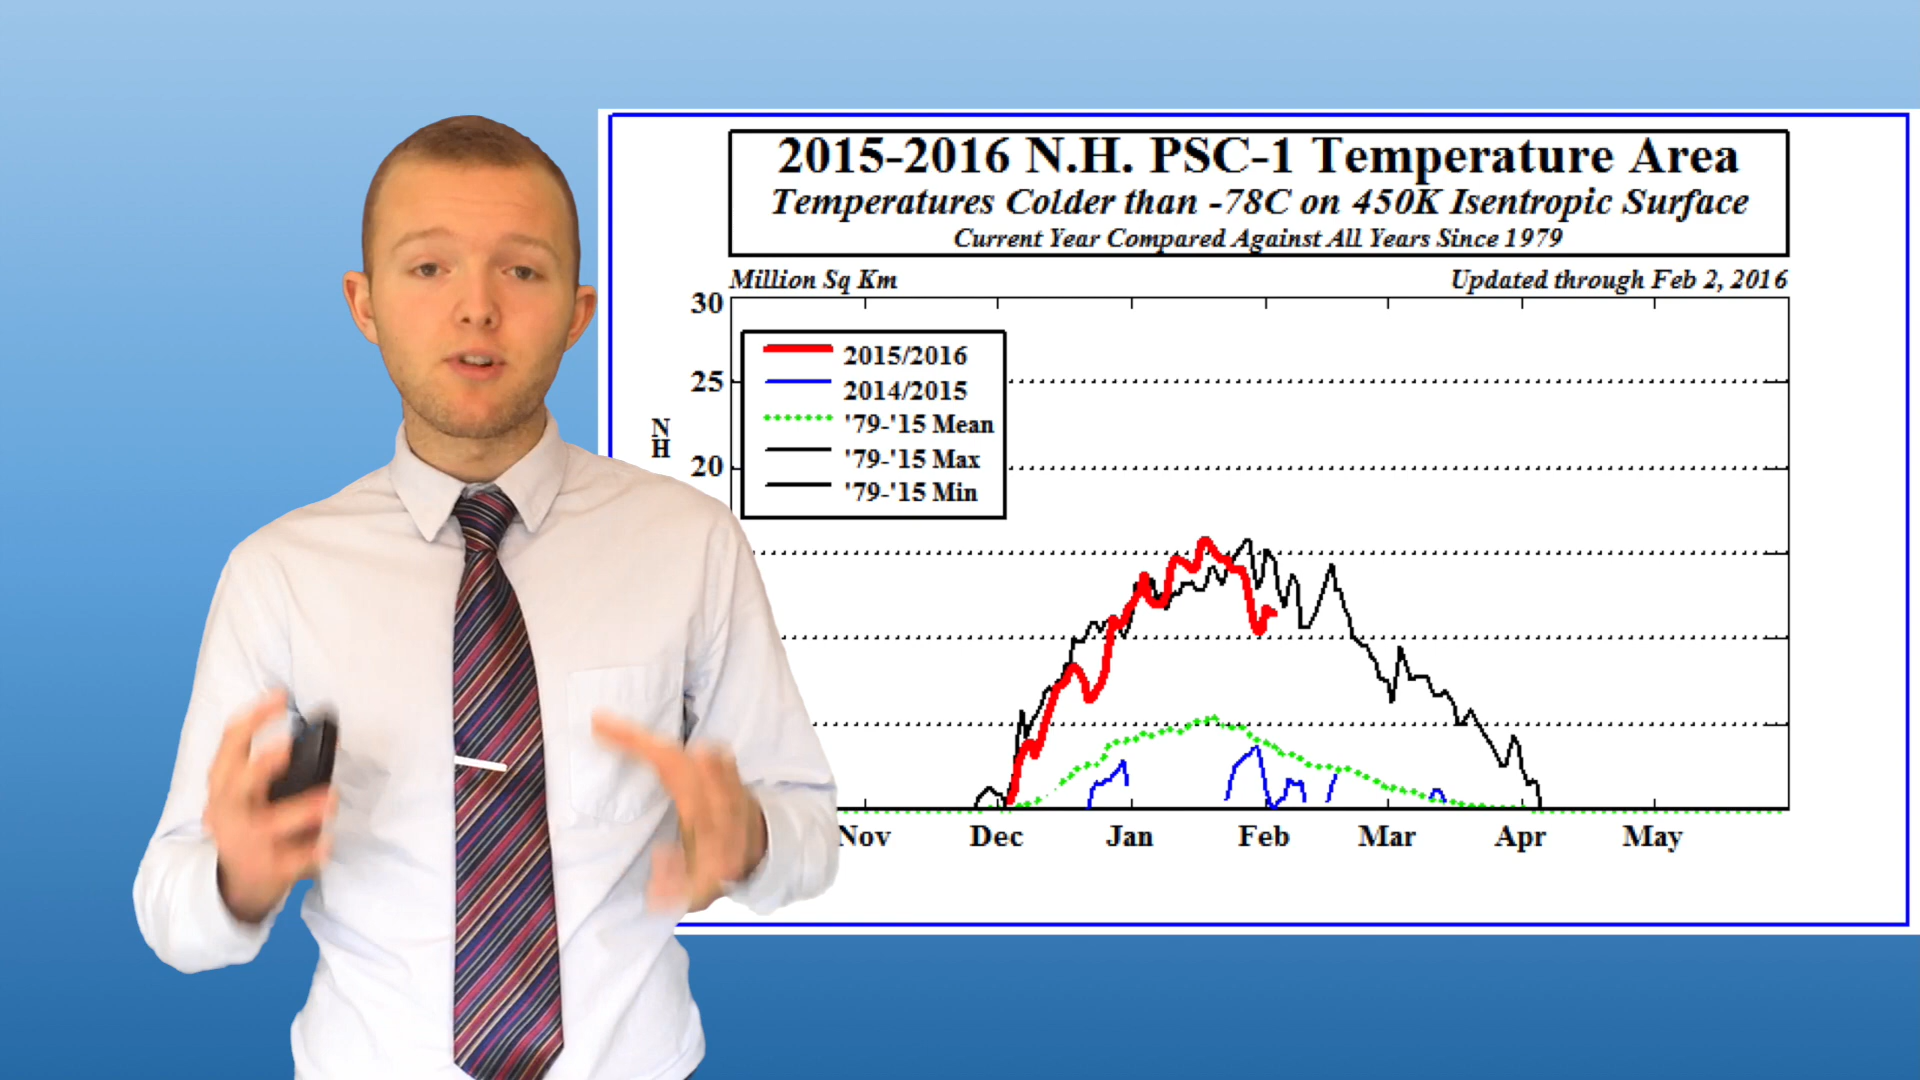 2015-2016 N.H. PSC-1 Temperature Area
Temperatures Colder than -78C on 450K Isentropic Surface
Current Year Compared Against All Years Since 1979
Million Sq Km
Updated through Feb 2, 2016
30
25
20
N
H
2015/2016
2014/2015
'79-'15 Mean
'79-'15 Max
'79-'15 Min
Nov Dec Jan Feb Mar Apr May